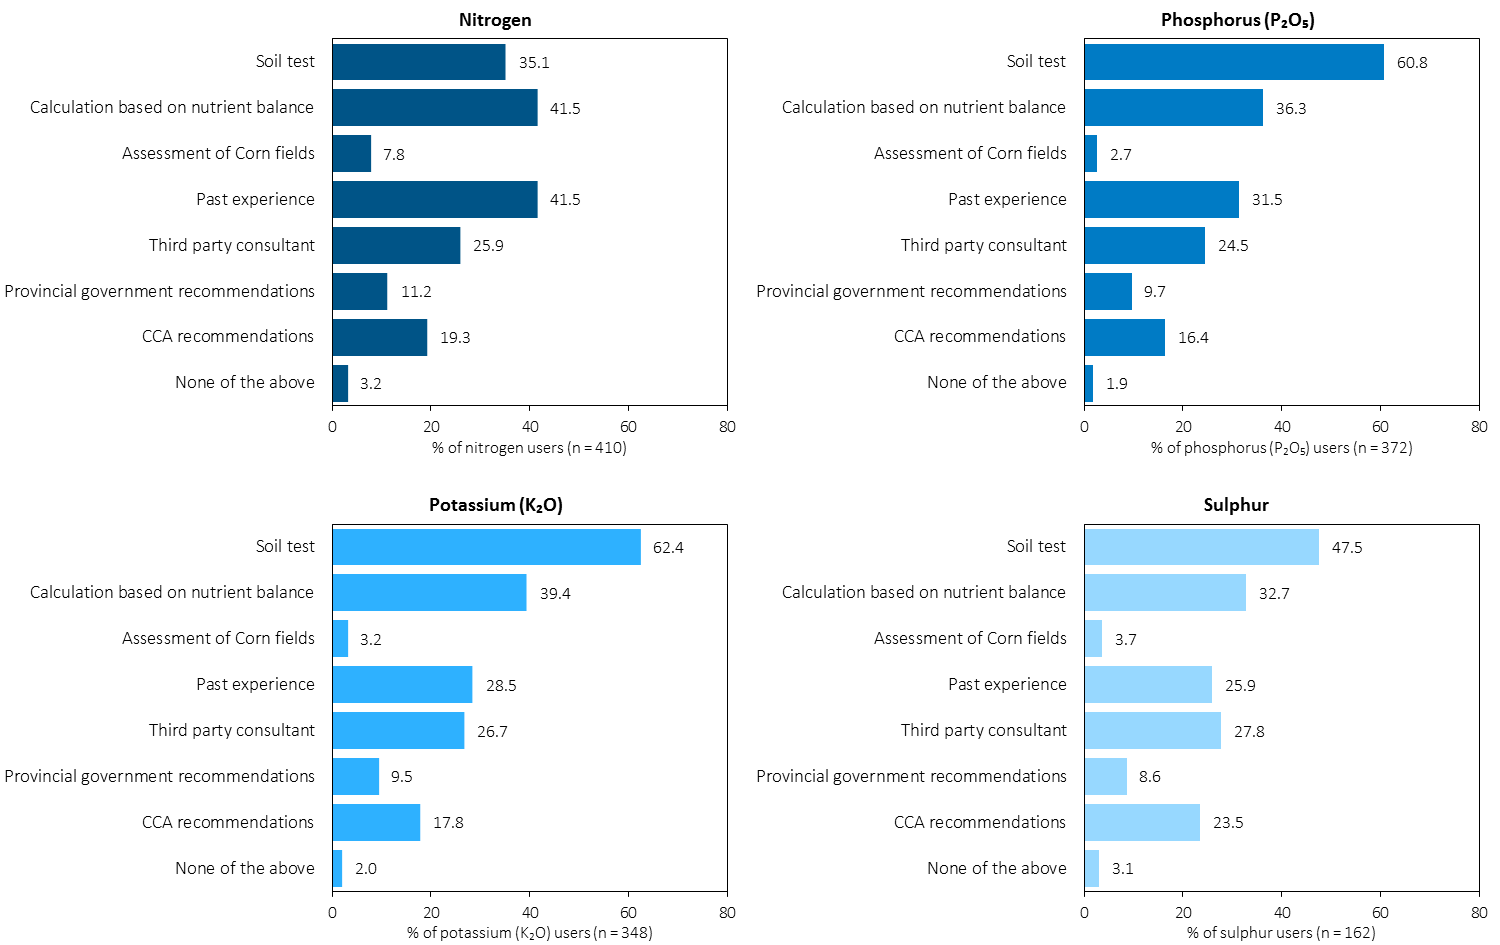 Nitrogen
Soil test 35.1
Calculation based on nutrient balance 41.5
Assessment of Corn fields 7.8
Past experience 41.5
Third party consultant 25.9
Provincial government recommendations 11.2
CCA recommendations 19.3
None of the above 3.2
0 20 40 60 80
% of nitrogen users (n = 410)
Phosphorus (P₂O₅)
Soil test 60.8
Calculation based on nutrient balance 36.3
Assessment of Corn fields 2.7
Past experience 31.5
Third party consultant 24.5
Provincial government recommendations 9.7
CCA recommendations 16.4
None of the above 1.9
0 20 40 60 80
% of phosphorus (P₂O₅) users (n = 372)
Potassium (K₂O)
Soil test 62.4
Calculation based on nutrient balance 39.4
Assessment of Corn fields 3.2
Past experience 28.5
Third party consultant 26.7
Provincial government recommendations 9.5
CCA recommendations 17.8
None of the above 2.0
0 20 40 60 80
% of potassium (K₂O) users (n = 348)
Sulphur
Soil test 47.5
Calculation based on nutrient balance 32.7
Assessment of Corn fields 3.7
Past experience 25.9
Third party consultant 27.8
Provincial government recommendations 8.6
CCA recommendations 23.5
None of the above 3.1
0 20 40 60 80
% of sulphur users (n = 162)